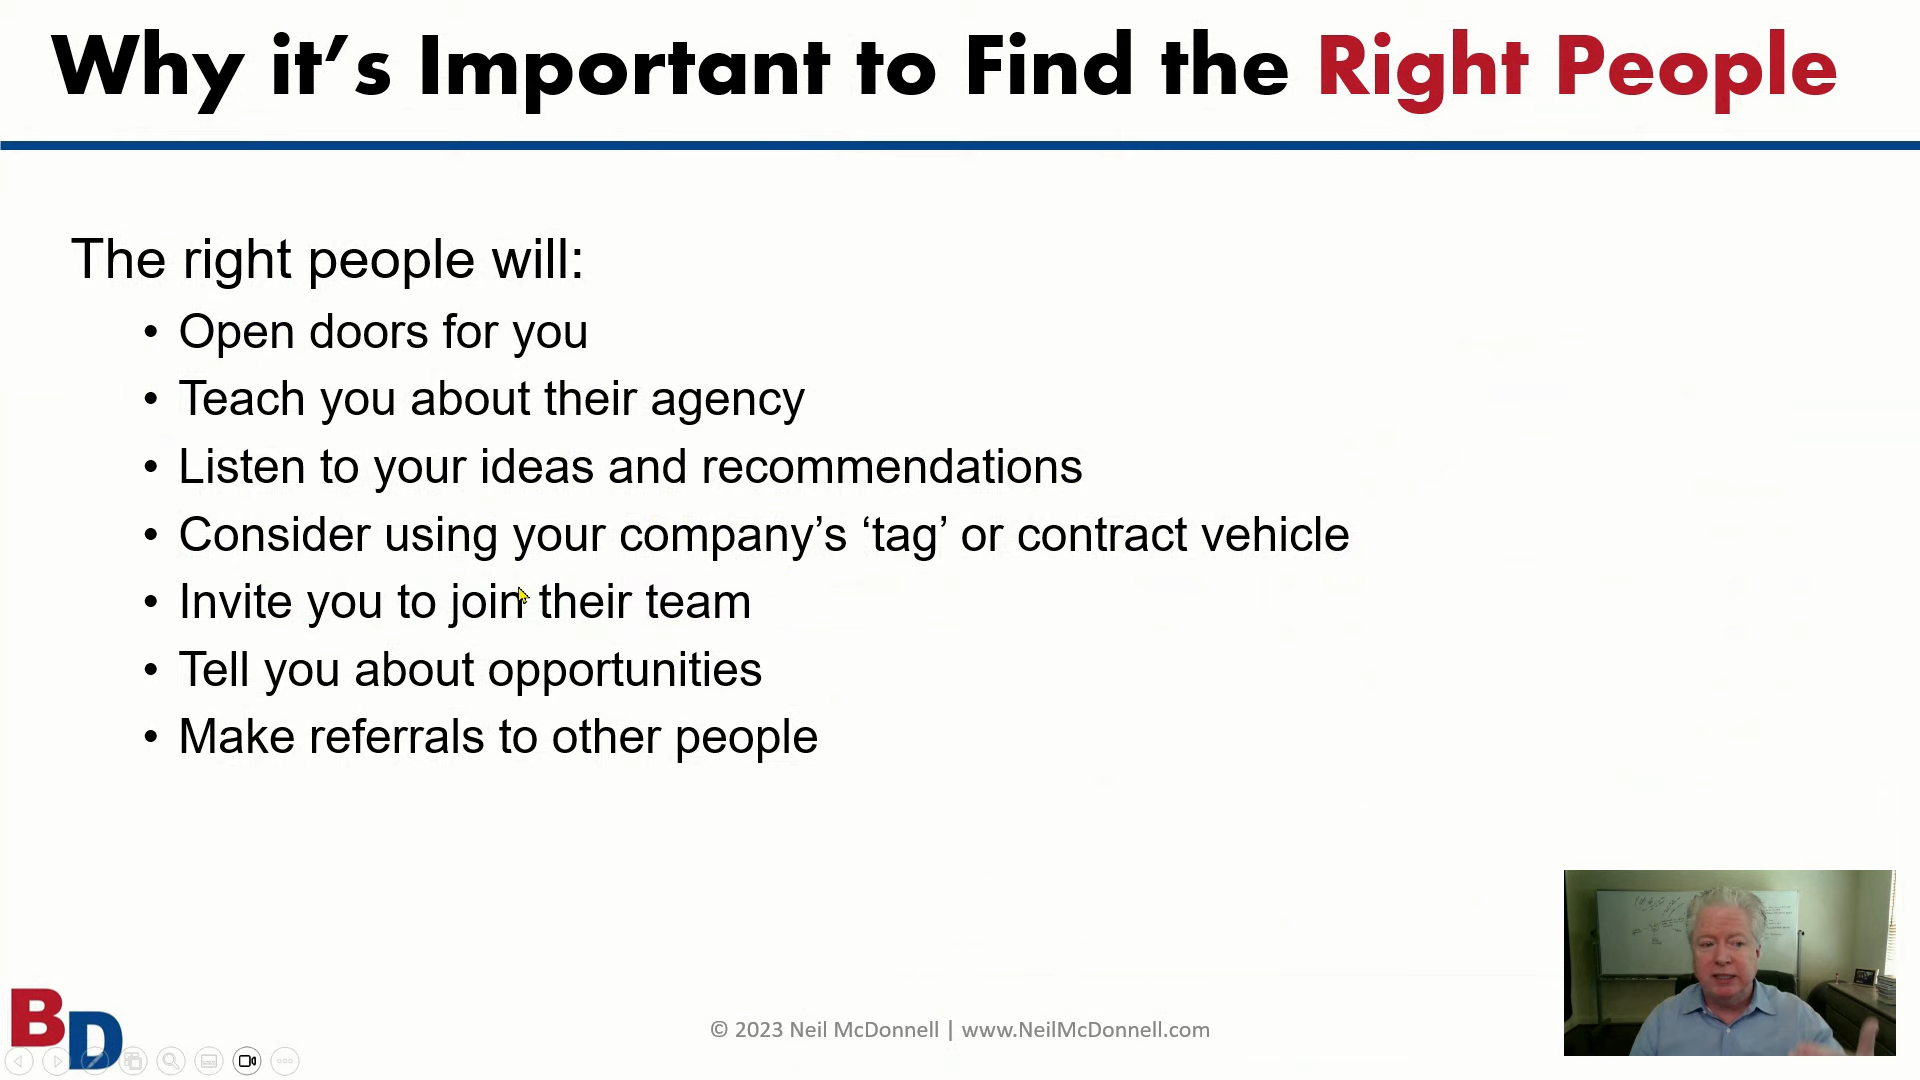 Why it’s Important to Find the Right People
The right people will:
• Open doors for you
• Teach you about their agency
• Listen to your ideas and recommendations
• Consider using your company’s ‘tag’ or contract vehicle
• Invite you to join their team
• Tell you about opportunities
• Make referrals to other people
BD
© 2023 Neil McDonnell | www.NeilMcDonnell.com